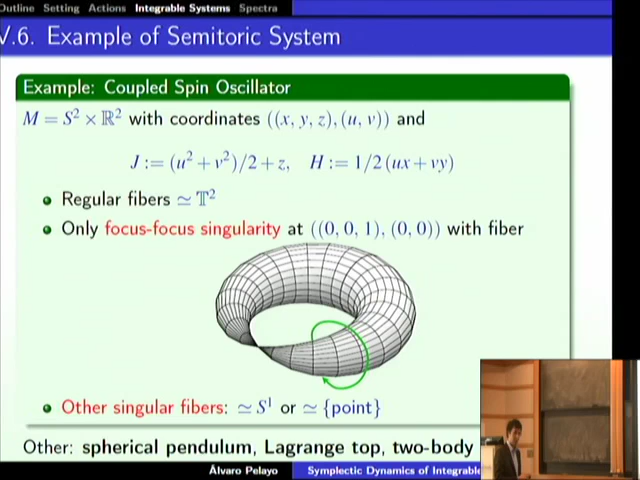 Outline Setting Actions Integrable Systems Spectra
V.6. Example of Semitoric System
Example: Coupled Spin Oscillator
M = S² × ℝ² with coordinates ((x, y, z), (u, v)) and
J := (u² + v²)/2 + z, H := 1/2 (ux + vy)
• Regular fibers ≃ 𝕋²
• Only focus-focus singularity at ((0, 0, 1), (0, 0)) with fiber
• Other singular fibers: ≃ S¹ or ≃ {point}
Other: spherical pendulum, Lagrange top, two-body
Álvaro Pelayo Symplectic Dynamics of Integrable